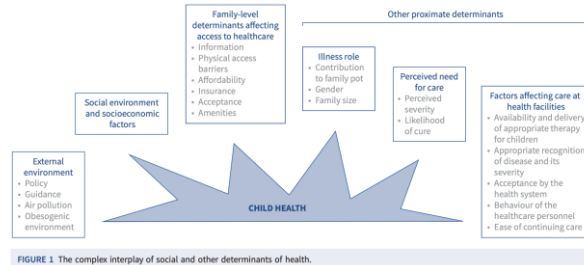 Family-level
determinants affecting
access to healthcare
• Information
• Physical access
barriers
• Affordability
• Insurance
• Acceptance
• Amenities
Other proximate determinants
Illness role
• Contribution
to family pot
• Gender
• Family size
Perceived need
for care
• Perceived
severity
• Likelihood
of cure
Factors affecting care at
health facilities
• Availability and delivery
of appropriate therapy
for children
• Appropriate recognition
of disease and its
severity
• Acceptance by the
health system
• Behaviour of the
healthcare personnel
• Ease of continuing care
Social environment
and socioeconomic
factors
External
environment
• Policy
• Guidance
• Air pollution
• Obesogenic
environment
CHILD HEALTH
FIGURE 1 The complex interplay of social and other determinants of health.